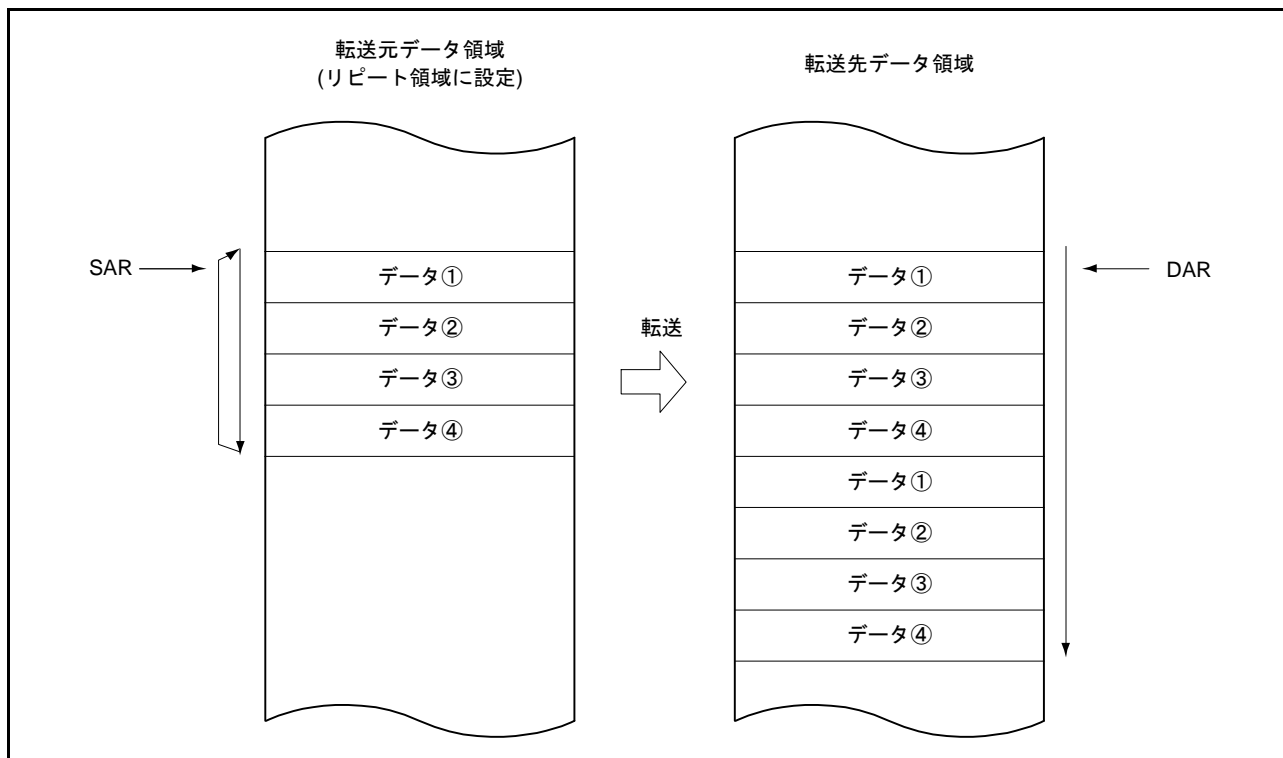 転送元データ領域
(リピート領域に設定)
転送先データ領域
SAR
データ①
データ②
データ③
データ④
転送
データ①
データ②
データ③
データ④
データ①
データ②
データ③
データ④
DAR